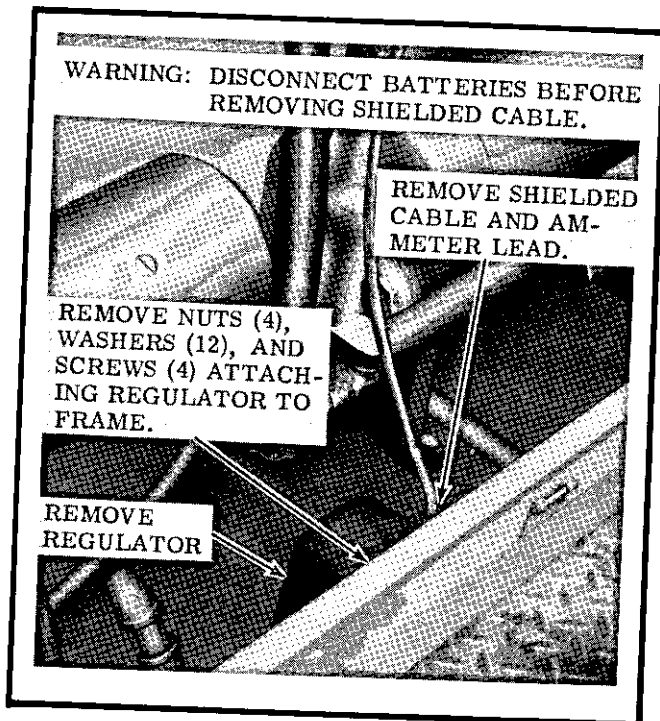 WARNING: DISCONNECT BATTERIES BEFORE
REMOVING SHIELDED CABLE.
REMOVE SHIELDED
CABLE AND AM-
METER LEAD.
REMOVE NUTS (4),
WASHERS (12), AND
SCREWS (4) ATTACH-
ING REGULATOR TO
FRAME.
REMOVE
REGULATOR